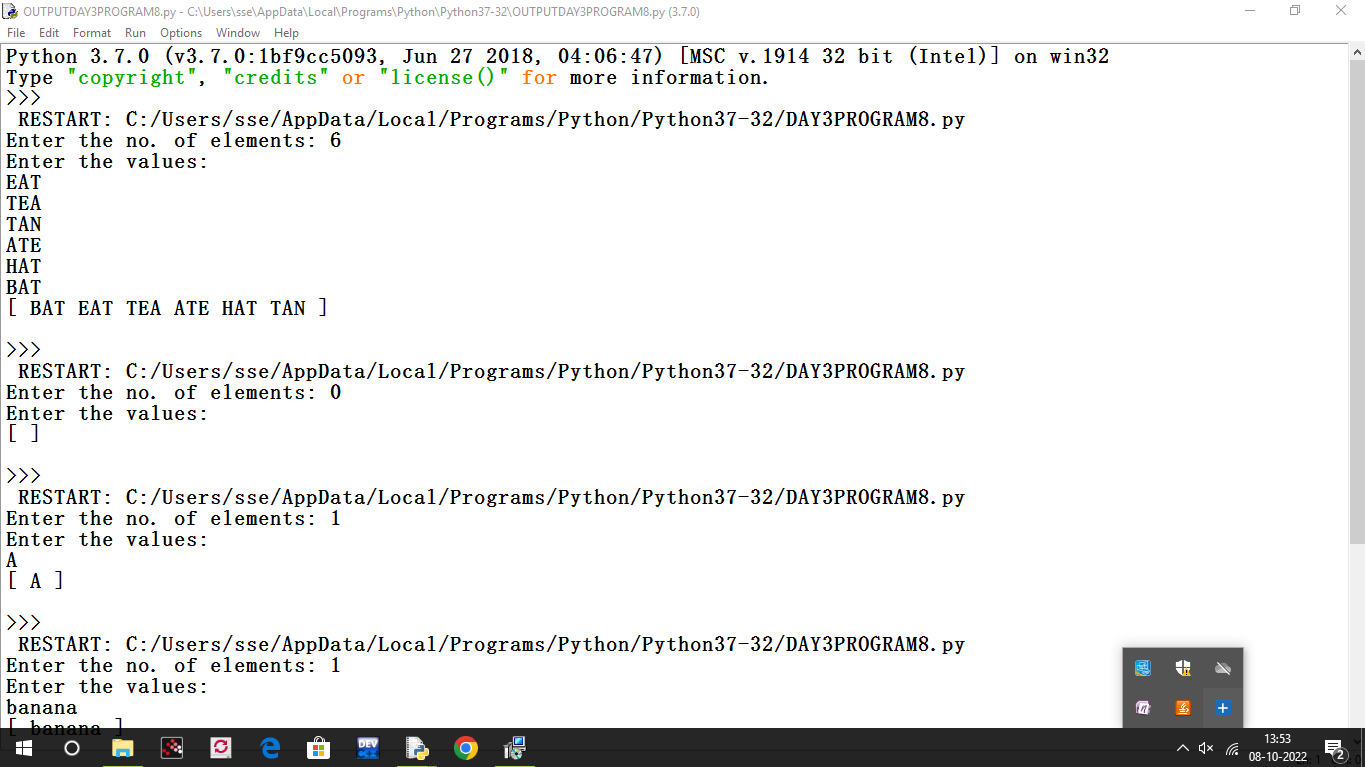 OUTPUTDAY3PROGRAM8.py - C:\Users\sse\AppData\Local\Programs\Python\Python37-32\OUTPUTDAY3PROGRAM8.py (3.7.0)
File Edit Format Run Options Window Help
Python 3.7.0 (v3.7.0:1bf9cc5093, Jun 27 2018, 04:06:47) [MSC v.1914 32 bit (Intel)] on win32
Type "copyright", "credits" or "license()" for more information.
>>>
 RESTART: C:/Users/sse/AppData/Local/Programs/Python/Python37-32/DAY3PROGRAM8.py
Enter the no. of elements: 6
Enter the values:
EAT
TEA
TAN
ATE
HAT
BAT
[ BAT EAT TEA ATE HAT TAN ]
>>>
 RESTART: C:/Users/sse/AppData/Local/Programs/Python/Python37-32/DAY3PROGRAM8.py
Enter the no. of elements: 0
Enter the values:
[ ]
>>>
 RESTART: C:/Users/sse/AppData/Local/Programs/Python/Python37-32/DAY3PROGRAM8.py
Enter the no. of elements: 1
Enter the values:
A
[ A ]
>>>
 RESTART: C:/Users/sse/AppData/Local/Programs/Python/Python37-32/DAY3PROGRAM8.py
Enter the no. of elements: 1
Enter the values:
banana
[ banana ]
DEV
13:53
08-10-2022
2